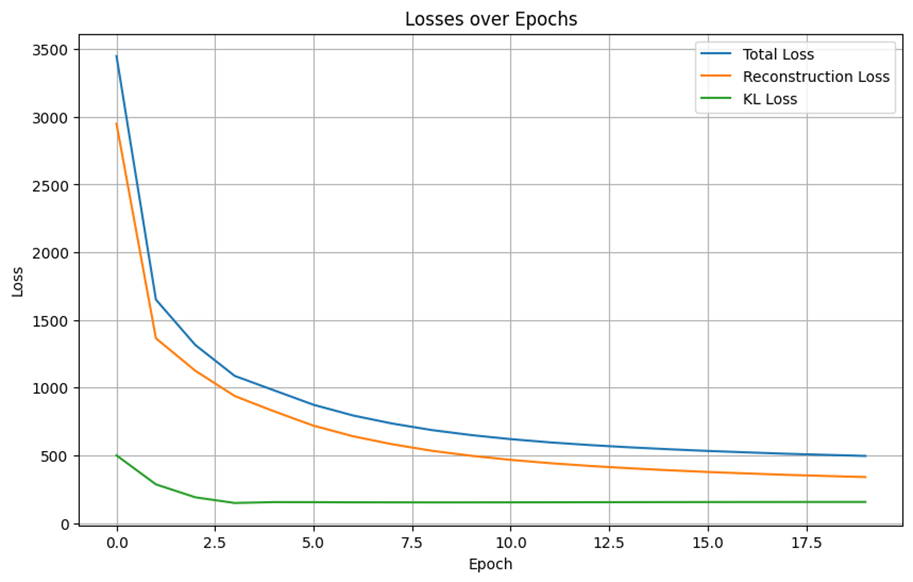 Losses over Epochs
Total Loss
Reconstruction Loss
KL Loss
3500
3000
2500
2000
1500
1000
500
0
Loss
0.0 2.5 5.0 7.5 10.0 12.5 15.0 17.5
Epoch